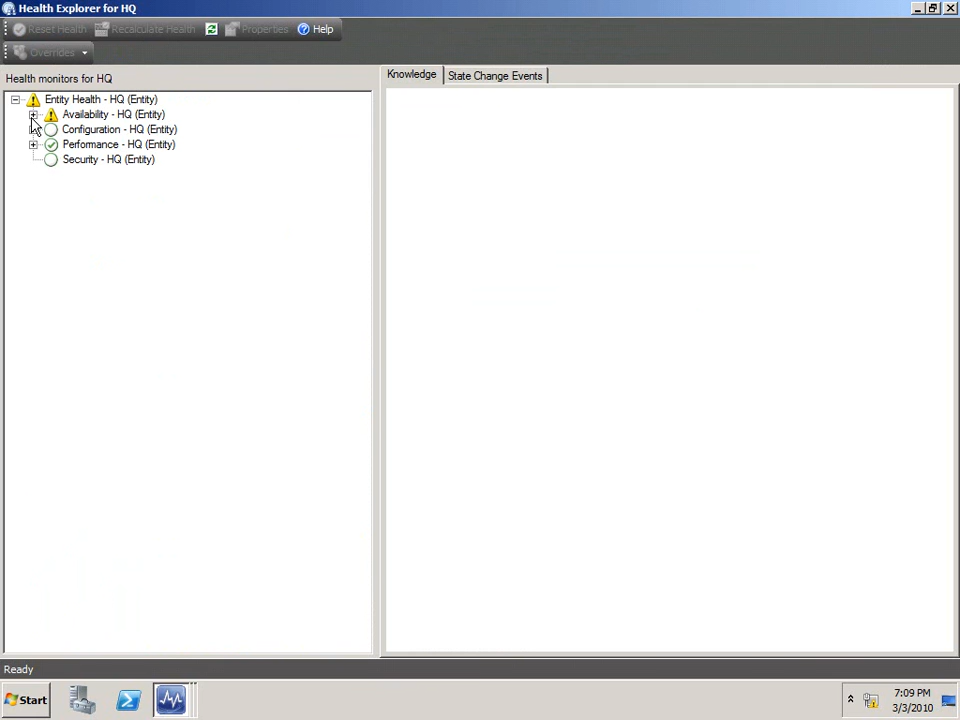 Health Explorer for HQ
Reset Health Recalculate Health Properties Help
Overrides
Health monitors for HQ
Knowledge State Change Events
Entity Health - HQ (Entity)
Availability - HQ (Entity)
Configuration - HQ (Entity)
Performance - HQ (Entity)
Security - HQ (Entity)
Ready
Start
7:09 PM
3/3/2010